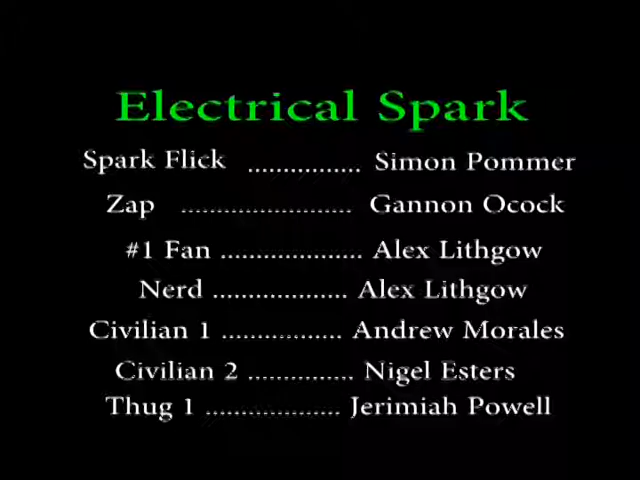 Electrical Spark
Spark Flick ................ Simon Pommer
Zap ........................ Gannon Ocock
#1 Fan .................... Alex Lithgow
Nerd ................... Alex Lithgow
Civilian 1 ................. Andrew Morales
Civilian 2 ............... Nigel Esters
Thug 1 ................... Jerimiah Powell